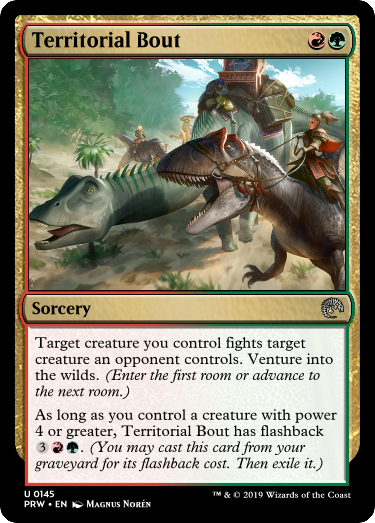 Territorial Bout
Sorcery
Target creature you control fights target
creature an opponent controls. Venture into
the wilds. (Enter the first room or advance to
the next room.)
As long as you control a creature with power
4 or greater, Territorial Bout has flashback
3. (You may cast this card from your
graveyard for its flashback cost. Then exile it.)
U 0145
PRW • EN Magnus Norén
™ & © 2019 Wizards of the Coast